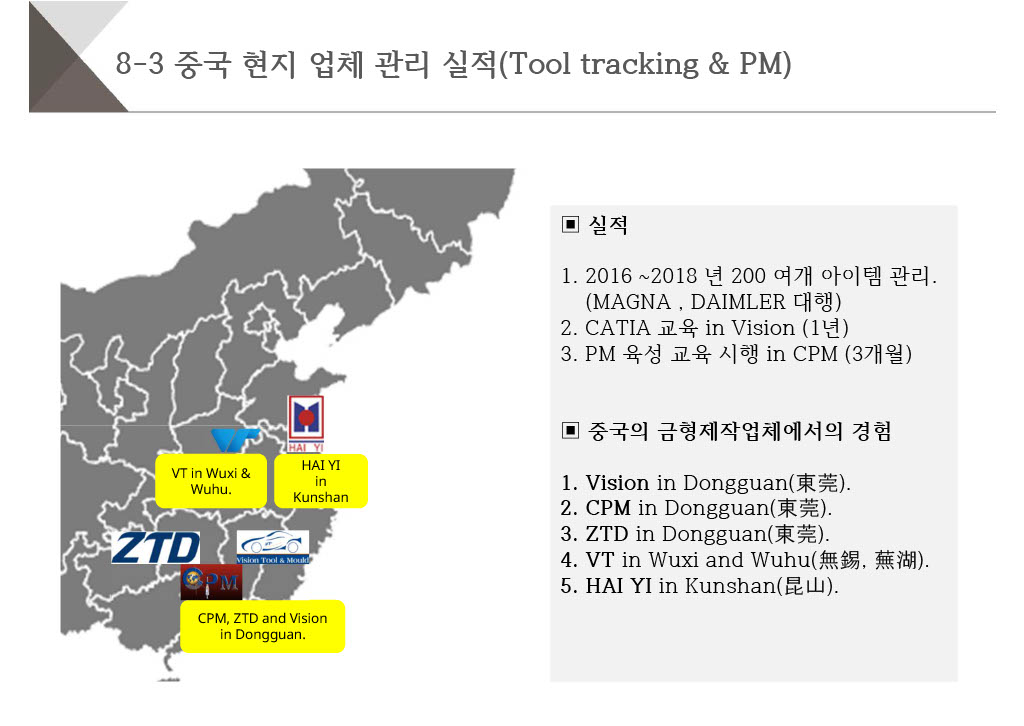 8-3 중국 현지 업체 관리 실적(Tool tracking & PM)
▣ 실적
1. 2016 ~2018 년 200 여개 아이템 관리.
(MAGNA , DAIMLER 대행)
2. CATIA 교육 in Vision (1년)
3. PM 육성 교육 시행 in CPM (3개월)
▣ 중국의 금형제작업체에서의 경험
1. Vision in Dongguan(東莞).
2. CPM in Dongguan(東莞).
3. ZTD in Dongguan(東莞).
4. VT in Wuxi and Wuhu(無錫, 蕪湖).
5. HAI YI in Kunshan(昆山).
HAI YI
VT in Wuxi &
Wuhu.
HAI YI
in
Kunshan
ZTD
Vision Tool & Mould
CPM
CPM, ZTD and Vision
in Dongguan.